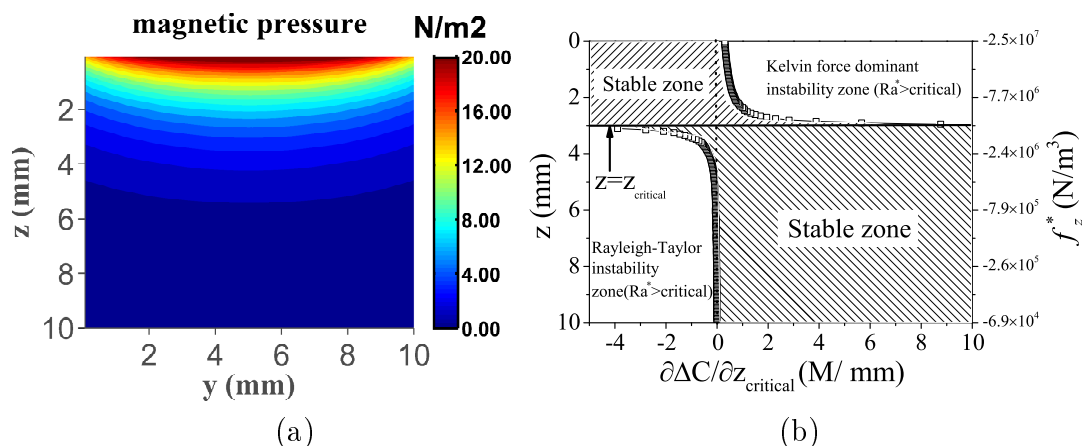 magnetic pressure N/m2
20.00
16.00
12.00
8.00
4.00
0.00
2
4
6
8
10
z (mm)
2 4 6 8 10
y (mm)
(a)
0
2
4
6
8
10
z (mm)
Stable zone
Kelvin force dominant
instability zone (Ra*>critical)
z=z_critical
Stable zone
Rayleigh-Taylor
instability
zone(Ra*>critical)
-2.5×10^7
-7.7×10^6
-2.4×10^6
-7.9×10^5
-2.6×10^5
-6.9×10^4
f_z^* (N/m^3)
-4 -2 0 2 4 6 8 10
∂ΔC/∂z_critical (M/ mm)
(b)